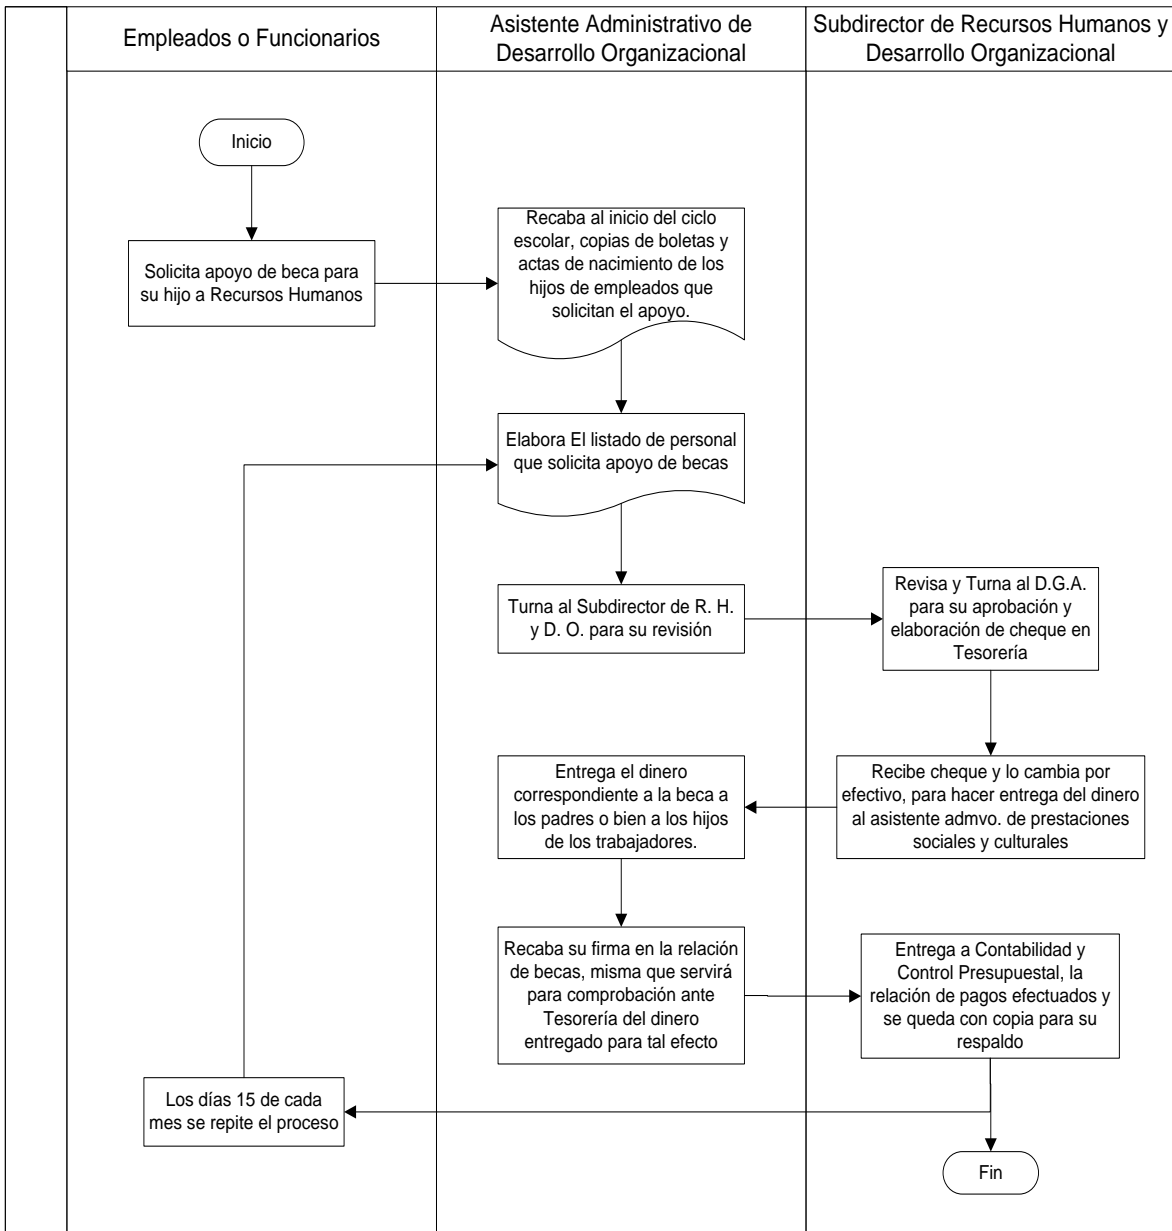 Empleados o Funcionarios
Asistente Administrativo de
Desarrollo Organizacional
Subdirector de Recursos Humanos y
Desarrollo Organizacional
Inicio
Solicita apoyo de beca para
su hijo a Recursos Humanos
Recaba al inicio del ciclo
escolar, copias de boletas y
actas de nacimiento de los
hijos de empleados que
solicitan el apoyo.
Elabora El listado de personal
que solicita apoyo de becas
Turna al Subdirector de R. H.
y D. O. para su revisión
Revisa y Turna al D.G.A.
para su aprobación y
elaboración de cheque en
Tesorería
Recibe cheque y lo cambia por
efectivo, para hacer entrega del dinero
al asistente admvo. de prestaciones
sociales y culturales
Entrega el dinero
correspondiente a la beca a
los padres o bien a los hijos
de los trabajadores.
Recaba su firma en la relación
de becas, misma que servirá
para comprobación ante
Tesorería del dinero
entregado para tal efecto
Entrega a Contabilidad y
Control Presupuestal, la
relación de pagos efectuados y
se queda con copia para su
respaldo
Los días 15 de cada
mes se repite el proceso
Fin